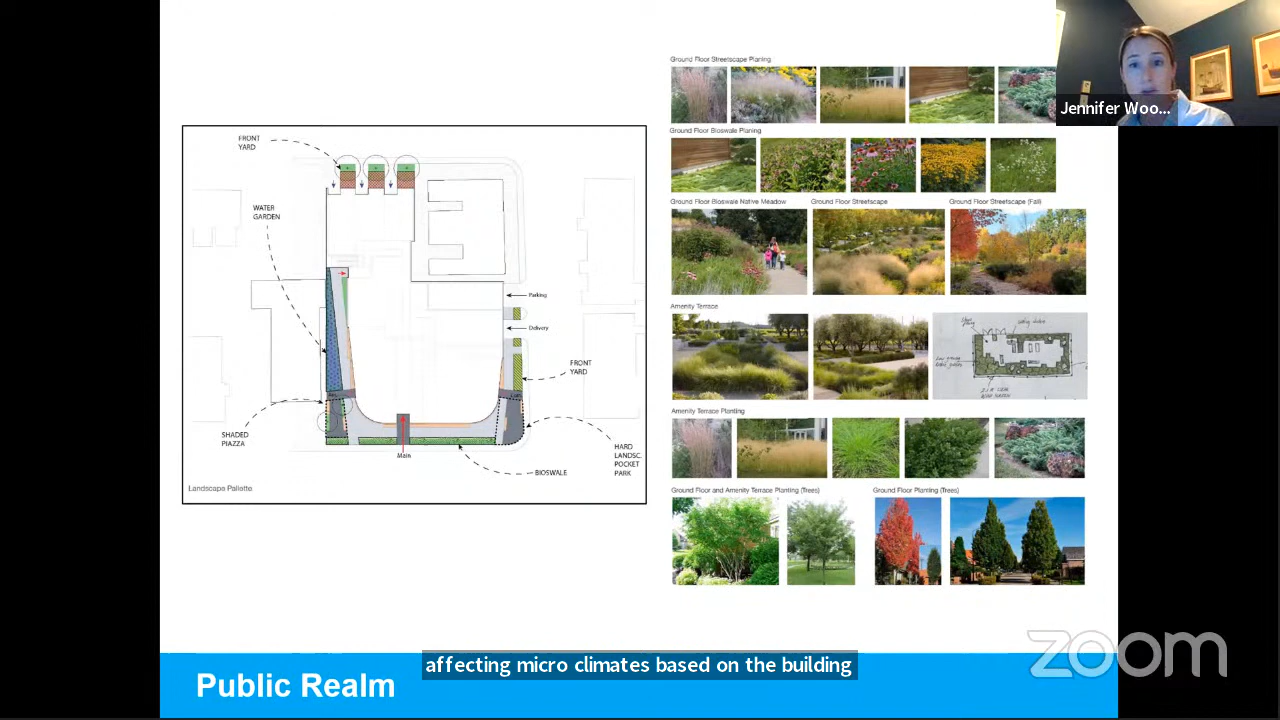 Ground Floor Streetscape Planing
Jennifer Woo...
Ground Floor Bioswale Planing
Ground Floor Bioswale Native Meadow
Ground Floor Streetscape
Ground Floor Streetscape (Fall)
Amenity Terrace
Amenity Terrace Planting
Ground Floor and Amenity Terrace Planting (Trees)
Ground Floor Planting (Trees)
FRONT
YARD
WATER
GARDEN
Parking
Delivery
FRONT
YARD
SHADED
PIAZZA
Main
BIOSWALE
HARD
LANDSC.
POCKET
PARK
Landscape Pallette
affecting micro climates based on the building
Public Realm
zoom